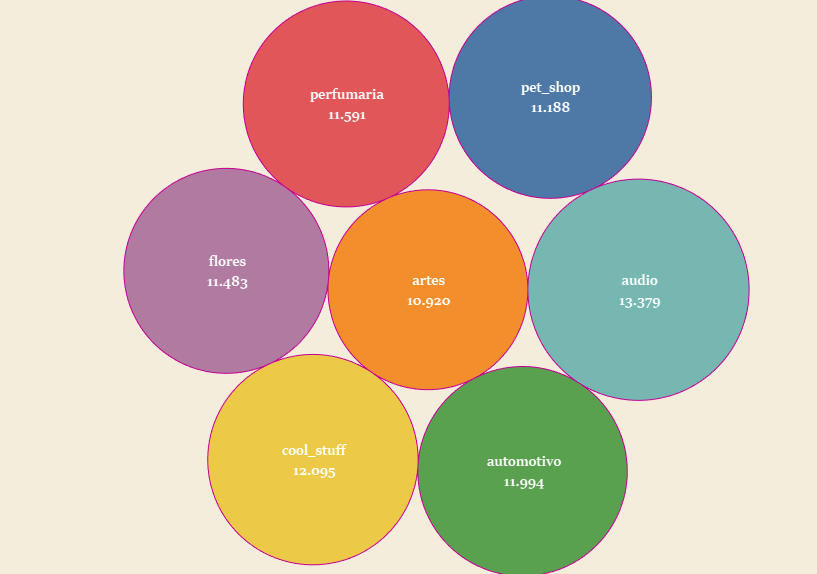 perfumaria
11.591
pet_shop
11.188
flores
11.483
artes
10.920
audio
13.379
cool_stuff
12.095
automotivo
11.994